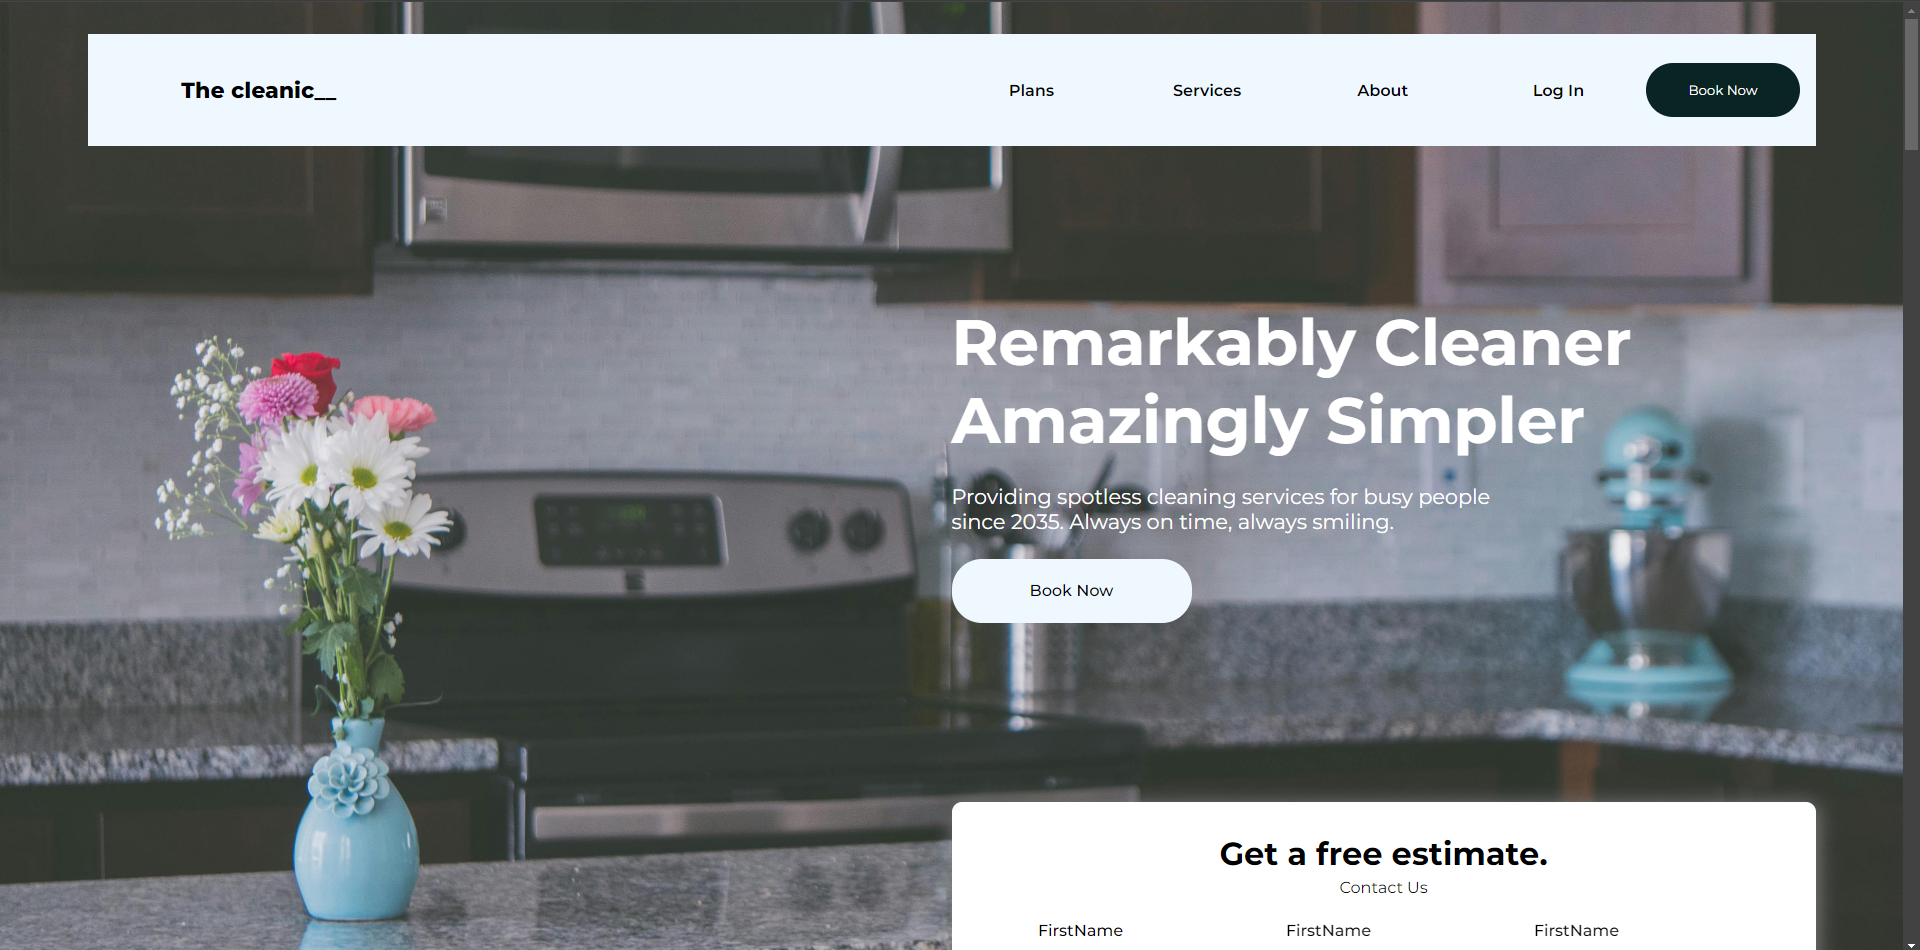 The cleanic__
Plans
Services
About
Log In
Book Now
Remarkably Cleaner
Amazingly Simpler
Providing spotless cleaning services for busy people
since 2035. Always on time, always smiling.
Book Now
Get a free estimate.
Contact Us
FirstName
FirstName
FirstName